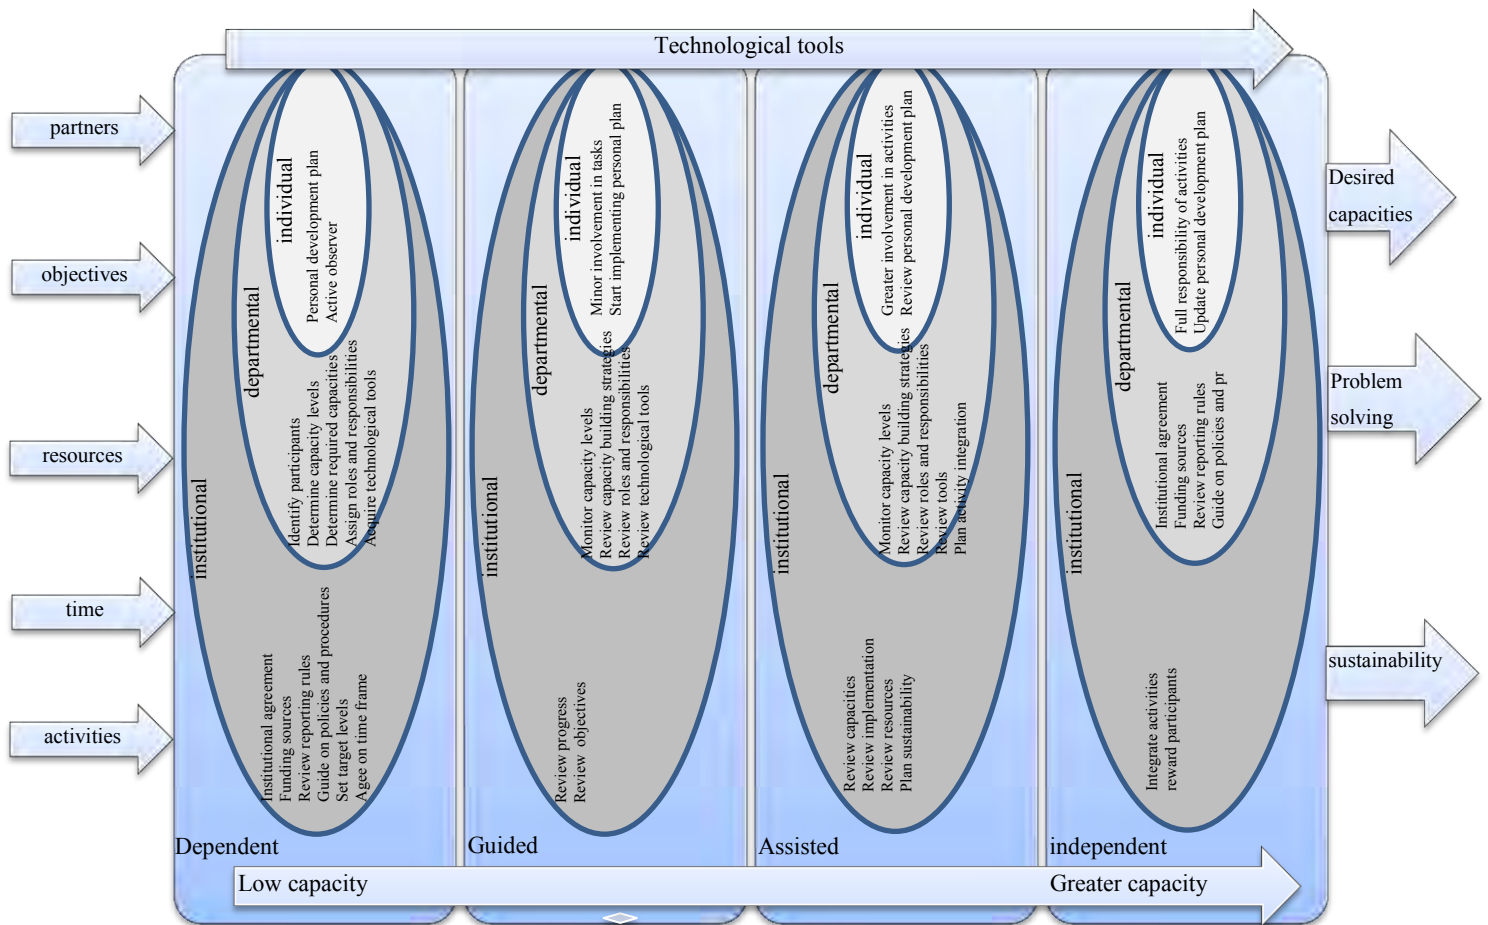 Technological tools
partners
objectives
resources
time
activities
individual
Personal development plan
Active observer
departmental
Identify participants
Determine capacity levels
Determine required capacities
Assign roles and responsibilities
Acquire technological tools
institutional
Institutional agreement
Funding sources
Review reporting rules
Guide on policies and procedures
Set target levels
Agee on time frame
Dependent
individual
Minor involvement in tasks
Start implementing personal plan
departmental
Monitor capacity levels
Review capacity building strategies
Review roles and responsibilities
Review technological tools
institutional
Review progress
Review objectives
Guided
individual
Greater involvement in activities
Review personal development plan
departmental
Monitor capacity levels
Review capacity building strategies
Review roles and responsibilities
Review tools
Plan activity integration
institutional
Review capacities
Review implementation
Review resources
Plan sustainability
Assisted
individual
Full responsibility of activities
Update personal development plan
departmental
Institutional agreement
Funding sources
Review reporting rules
Guide on policies and pr
institutional
Integrate activities
reward participants
independent
Low capacity
Greater capacity
Desired
capacities
Problem
solving
sustainability